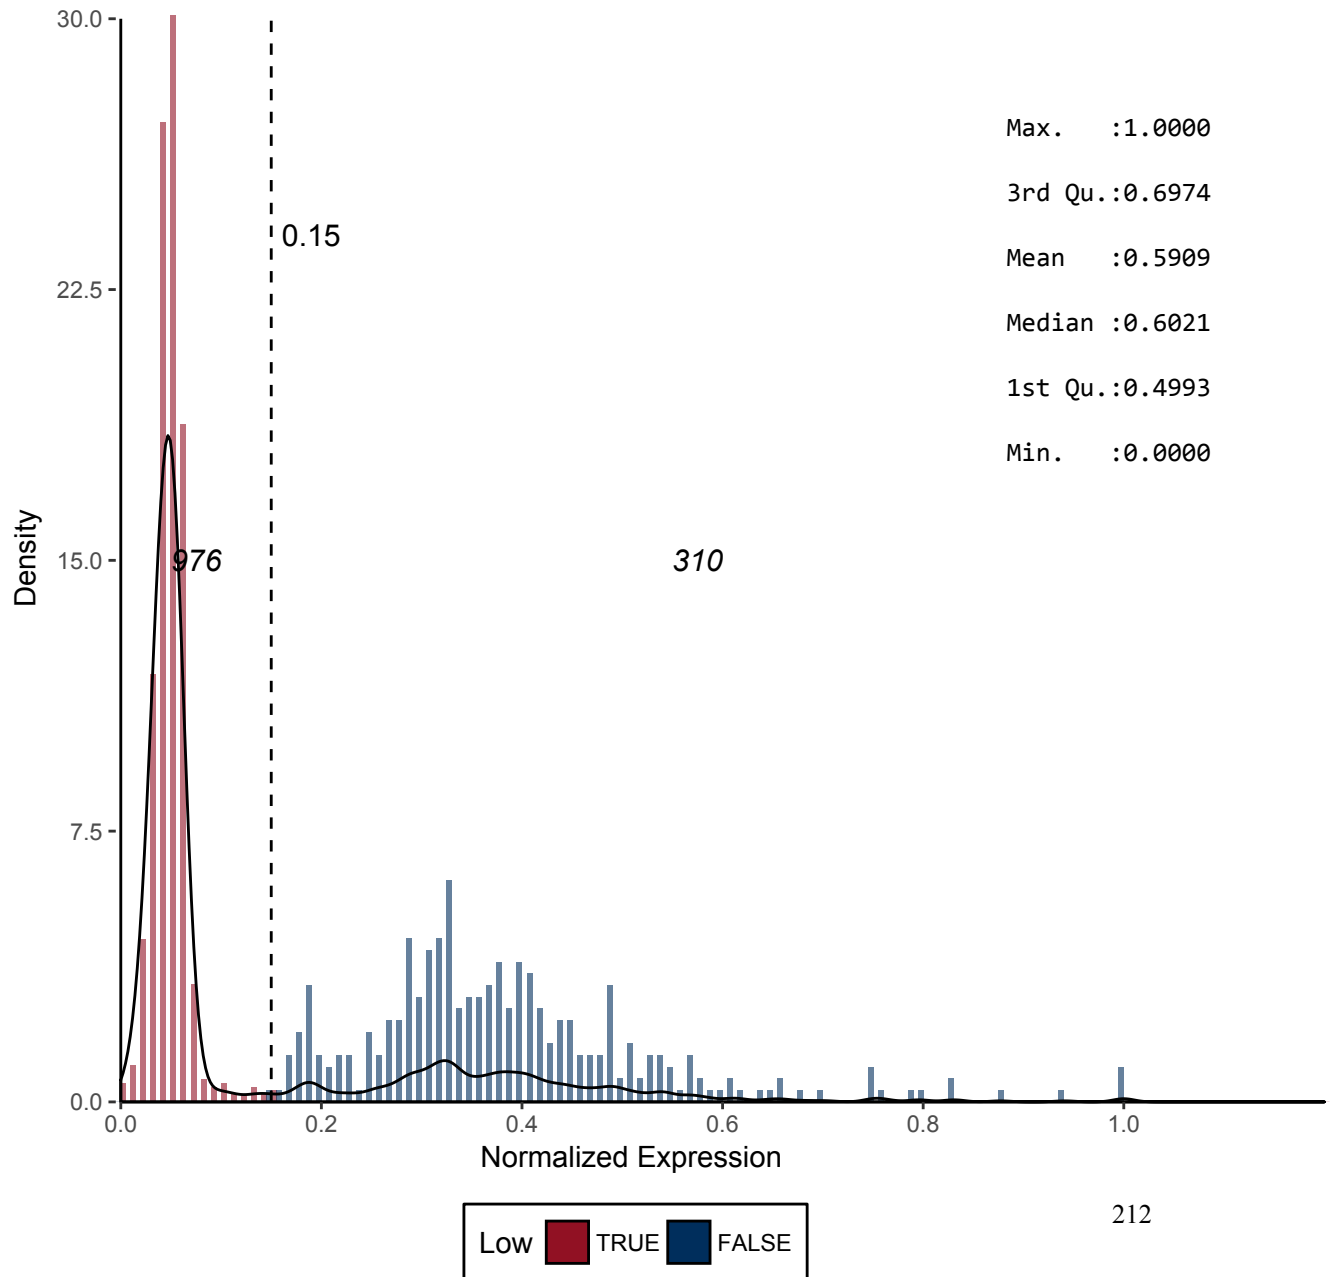 30.0
Max.   :1.0000
3rd Qu.:0.6974
0.15
Mean   :0.5909
22.5
Median :0.6021
1st Qu.:0.4993
Min.   :0.0000
Density
15.0
976
310
7.5
0.0
0.0 0.2 0.4 0.6 0.8 1.0
Normalized Expression
212
Low TRUE FALSE